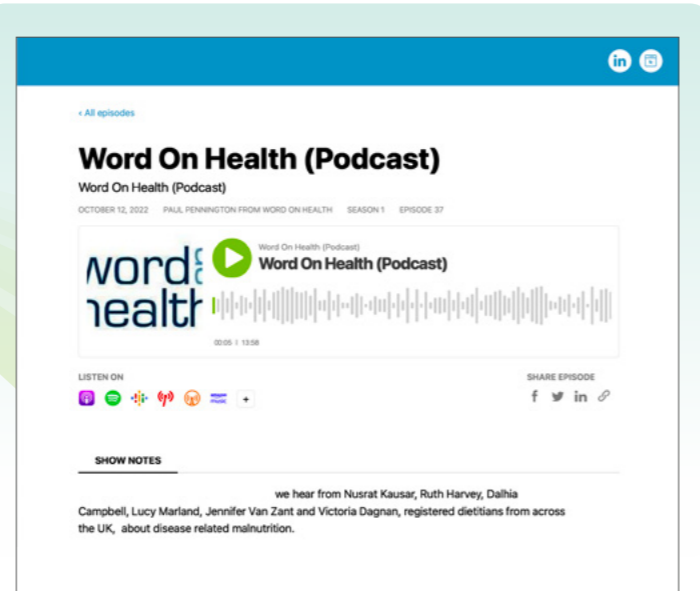 in
‹ All episodes
Word On Health (Podcast)
Word On Health (Podcast)
OCTOBER 12, 2022 PAUL PENNINGTON FROM WORD ON HEALTH SEASON 1 EPISODE 37
word
health
Word On Health (Podcast)
Word On Health (Podcast)
00:05 | 13:58
LISTEN ON
SHARE EPISODE
music
+
f
in
SHOW NOTES
we hear from Nusrat Kausar, Ruth Harvey, Dalhia
Campbell, Lucy Marland, Jennifer Van Zant and Victoria Dagnan, registered dietitians from across
the UK, about disease related malnutrition.